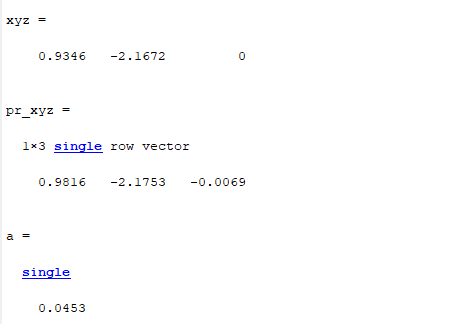 xyz =
0.9346 -2.1672 0
pr_xyz =
1×3 single row vector
0.9816 -2.1753 -0.0069
a =
single
0.0453